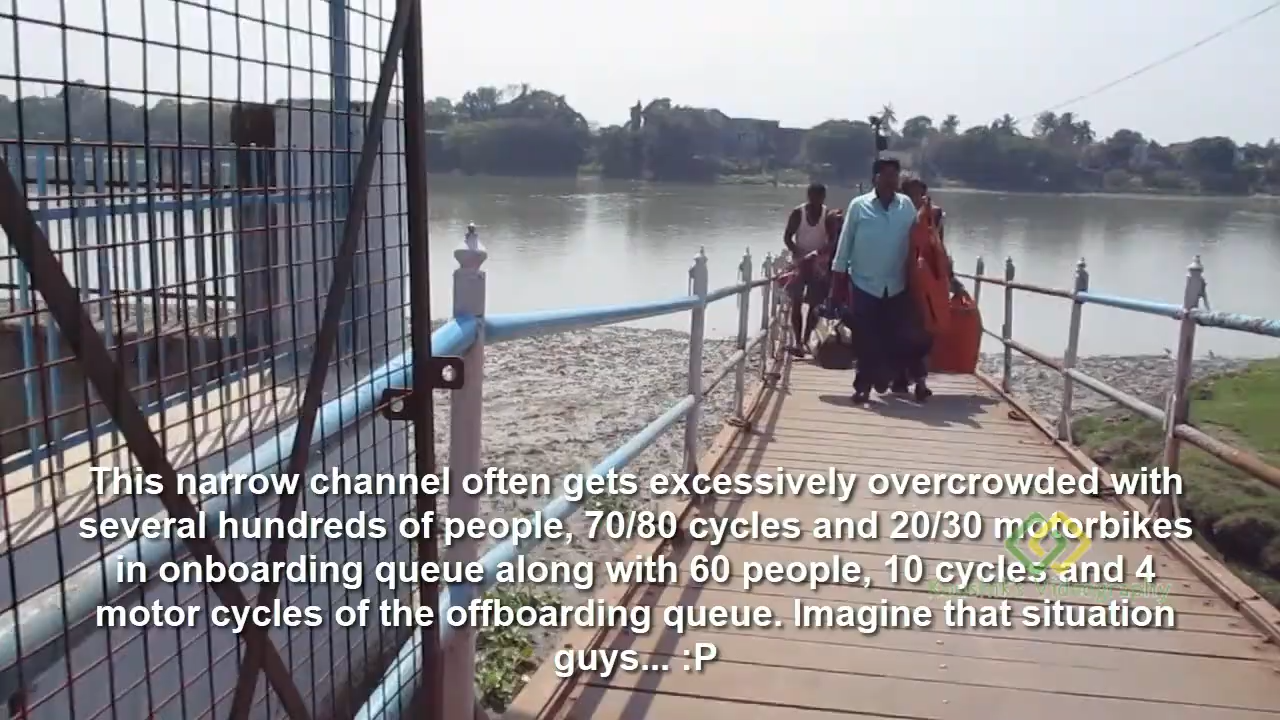 This narrow channel often gets excessively overcrowded with
several hundreds of people, 70/80 cycles and 20/30 motorbikes
in onboarding queue along with 60 people, 10 cycles and 4
motor cycles of the offboarding queue. Imagine that situation
guys... :P